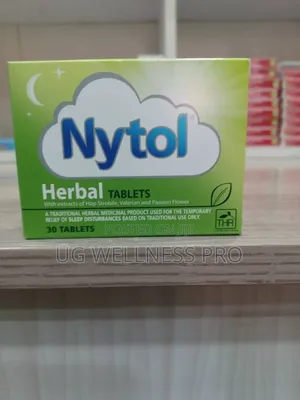 Nytol
Herbal TABLETS
With extracts of Hop Strobile, Valerian and Passion Flower
A TRADITIONAL HERBAL MEDICINAL PRODUCT USED FOR THE TEMPORARY
RELIEF OF SLEEP DISTURBANCES BASED ON TRADITIONAL USE ONLY.
30 TABLETS
THR
UG WELLNESS PRO